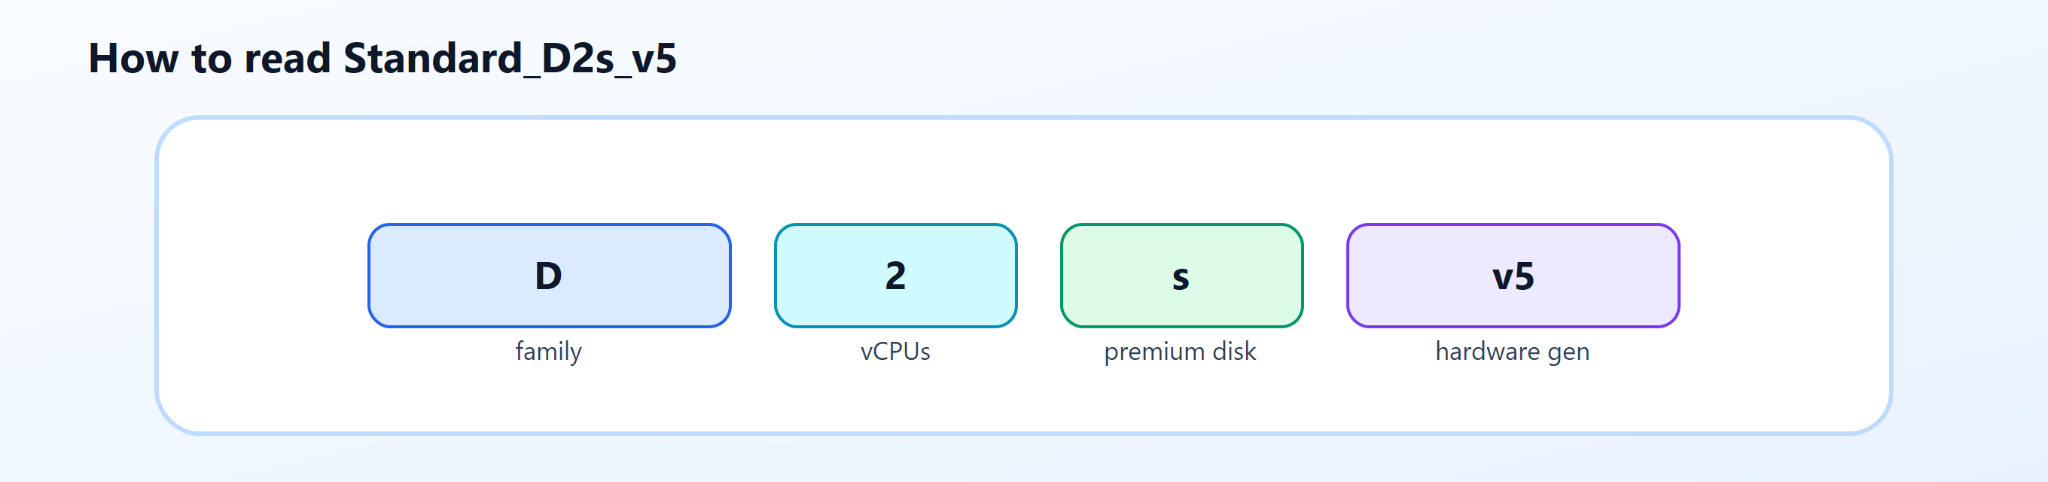 How to read Standard_D2s_v5
D 2 s v5
family vCPUs premium disk hardware gen